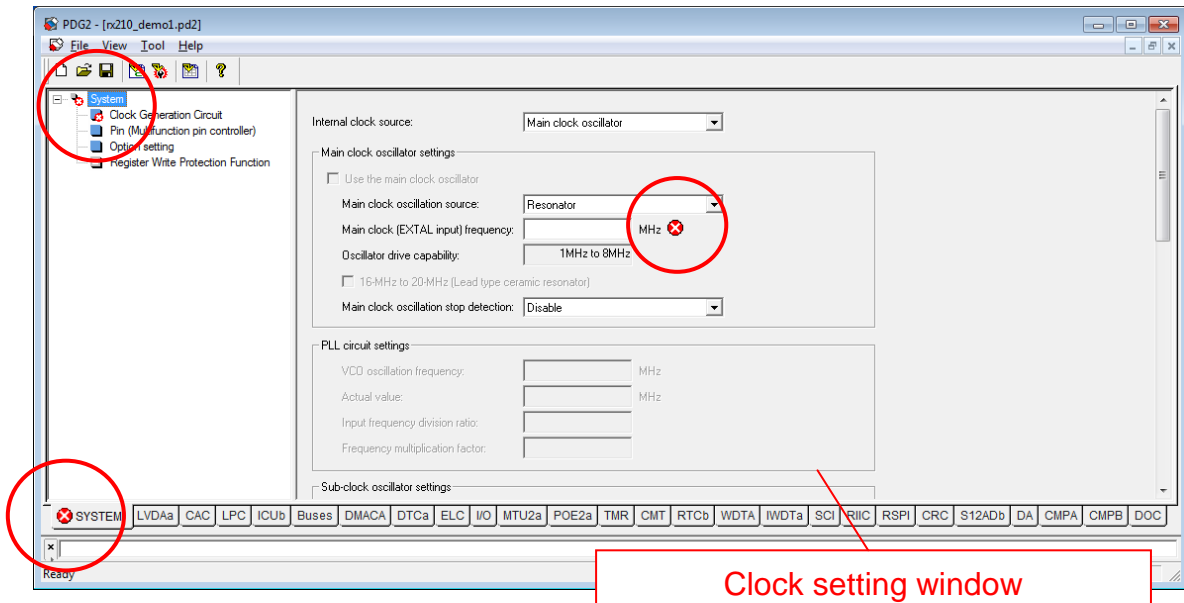 PDG2 - [rx210_demo1.pd2]
File View Tool Help
System
Clock Generation Circuit
Pin (Multifunction pin controller)
Option setting
Register Write Protection Function
Internal clock source: Main clock oscillator
Main clock oscillator settings
Use the main clock oscillator
Main clock oscillation source: Resonator
Main clock (EXTAL input) frequency: MHz
Oscillator drive capability: 1MHz to 8MHz
16-MHz to 20-MHz (Lead type ceramic resonator)
Main clock oscillation stop detection: Disable
PLL circuit settings
VCO oscillation frequency: MHz
Actual value: MHz
Input frequency division ratio:
Frequency multiplication factor:
Sub-clock oscillator settings
SYSTEM LVDAa CAC LPC ICUb Buses DMACA DTCa ELC I/O MTU2a POE2a TMR CMT RTCb WDTA IWDTa SCI RIIC RSPI CRC S12ADb DA CMPA CMPB DOC
Ready
Clock setting window